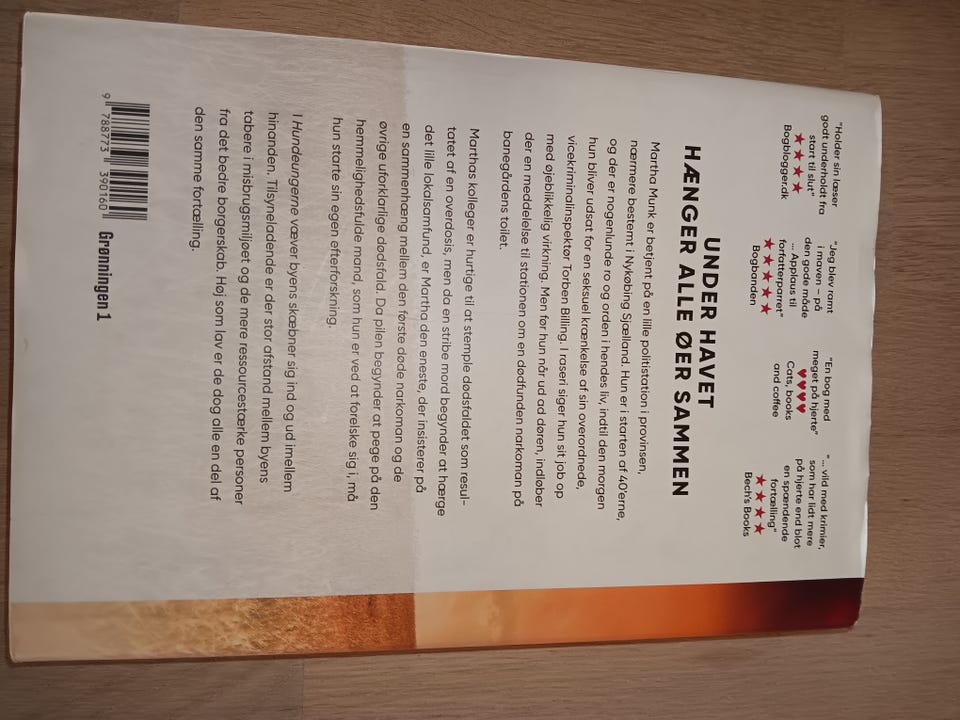 "Holder sin læser
godt underholdt fra
start til slut"
★★★★
Bogblogger.dk
"Jeg blev ramt
i maven – på
den gode måde
... Applaus til
forfatterparret"
★★★★★
Bogbanden
"En bog med
meget på hjerte"
♥♥♥♥
Cats, books
and coffee
"... vild med krimier,
som har lidt mere
på hjerte end blot
en spændende
fortælling"
★★★★
Bech's Books
UNDER HAVET
HÆNGER ALLE ØER SAMMEN
Martha Munk er betjent på en lille politistation i provinsen,
nærmere bestemt i Nykøbing Sjælland. Hun er i starten af 40'erne,
og der er nogenlunde ro og orden i hendes liv, indtil den morgen
hun bliver udsat for en seksuel krænkelse af sin overordnede,
vicekriminalinspektør Torben Billing. I raseri siger hun sit job op
med øjeblikkelig virkning. Men før hun når ud ad døren, indløber
der en meddelelse til stationen om en dødfunden narkoman på
banegårdens toilet.
Marthas kolleger er hurtige til at stemple dødsfaldet som resul-
tatet af en overdosis, men da en stribe mord begynder at hærge
det lille lokalsamfund, er Martha den eneste, der insisterer på
en sammenhæng mellem den første døde narkoman og de
øvrige uforklarlige dødsfald. Da pilen begynder at pege på den
hemmelighedsfulde mand, som hun er ved at forelske sig i, må
hun starte sin egen efterforskning.
I Hundeungerne væver byens skæbner sig ind og ud imellem
hinanden. Tilsyneladende er der stor afstand mellem byens
tabere i misbrugsmiljøet og de mere ressourcestærke personer
fra det bedre borgerskab. Høj som lav er de dog alle en del af
den samme fortælling.
9 788773 390160
Grønningen 1